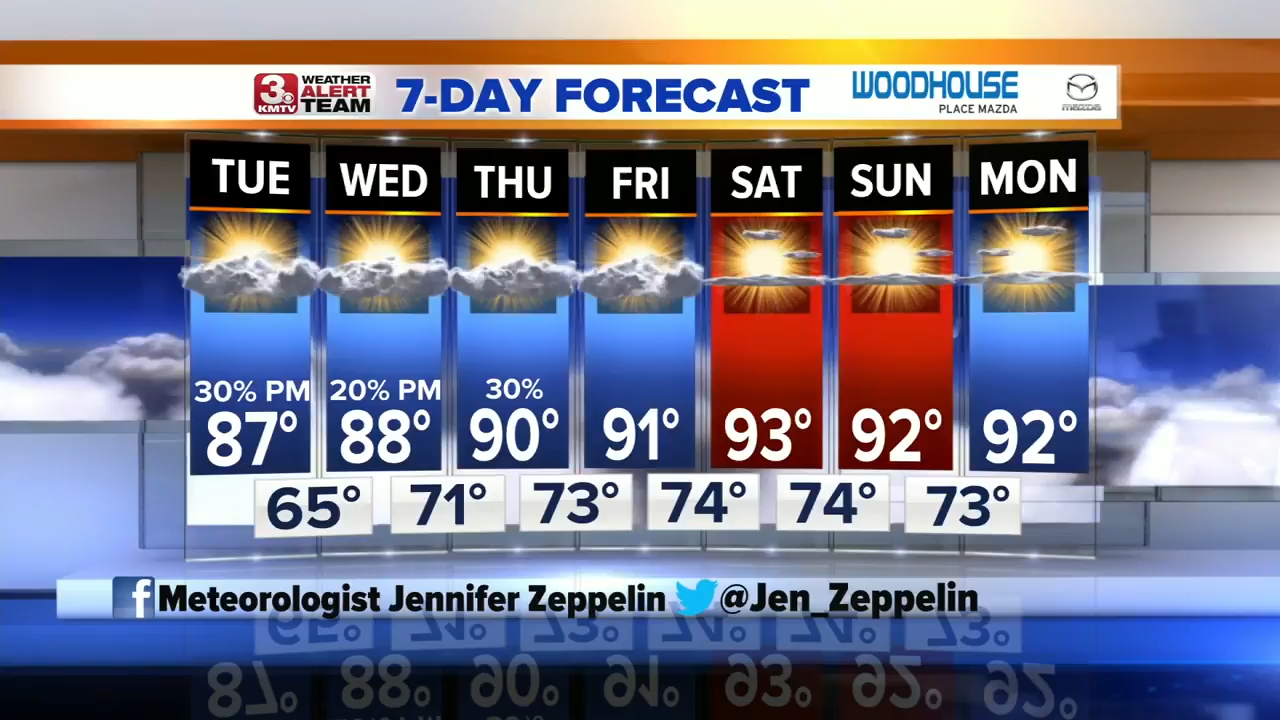 3 KMTV WEATHER ALERT TEAM 7-DAY FORECAST WOODHOUSE PLACE MAZDA mazda
TUE WED THU FRI SAT SUN MON
30% PM 20% PM 30%
87° 88° 90° 91° 93° 92° 92°
65° 71° 73° 74° 74° 73°
f Meteorologist Jennifer Zeppelin @Jen_Zeppelin